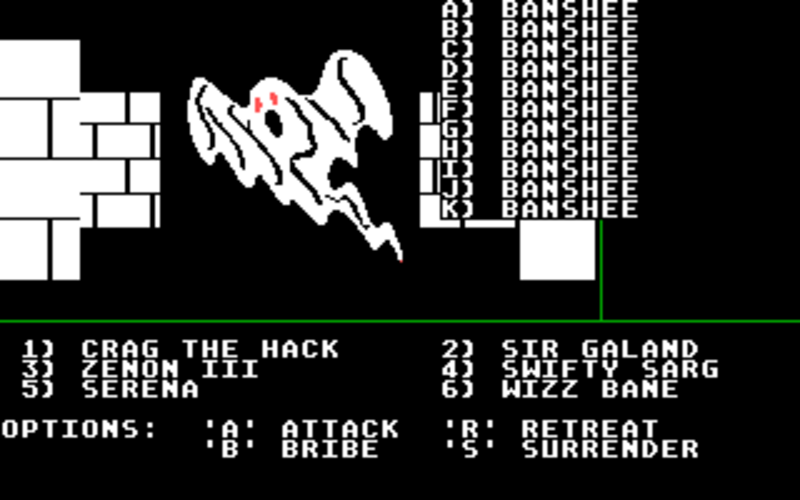 A) BANSHEE
B) BANSHEE
C) BANSHEE
D) BANSHEE
E) BANSHEE
F) BANSHEE
G) BANSHEE
H) BANSHEE
I) BANSHEE
J) BANSHEE
K) BANSHEE
1) CRAG THE HACK 2) SIR GALAND
3) ZENON III 4) SWIFTY SARG
5) SERENA 6) WIZZ BANE
OPTIONS: 'A' ATTACK 'R' RETREAT
'B' BRIBE 'S' SURRENDER